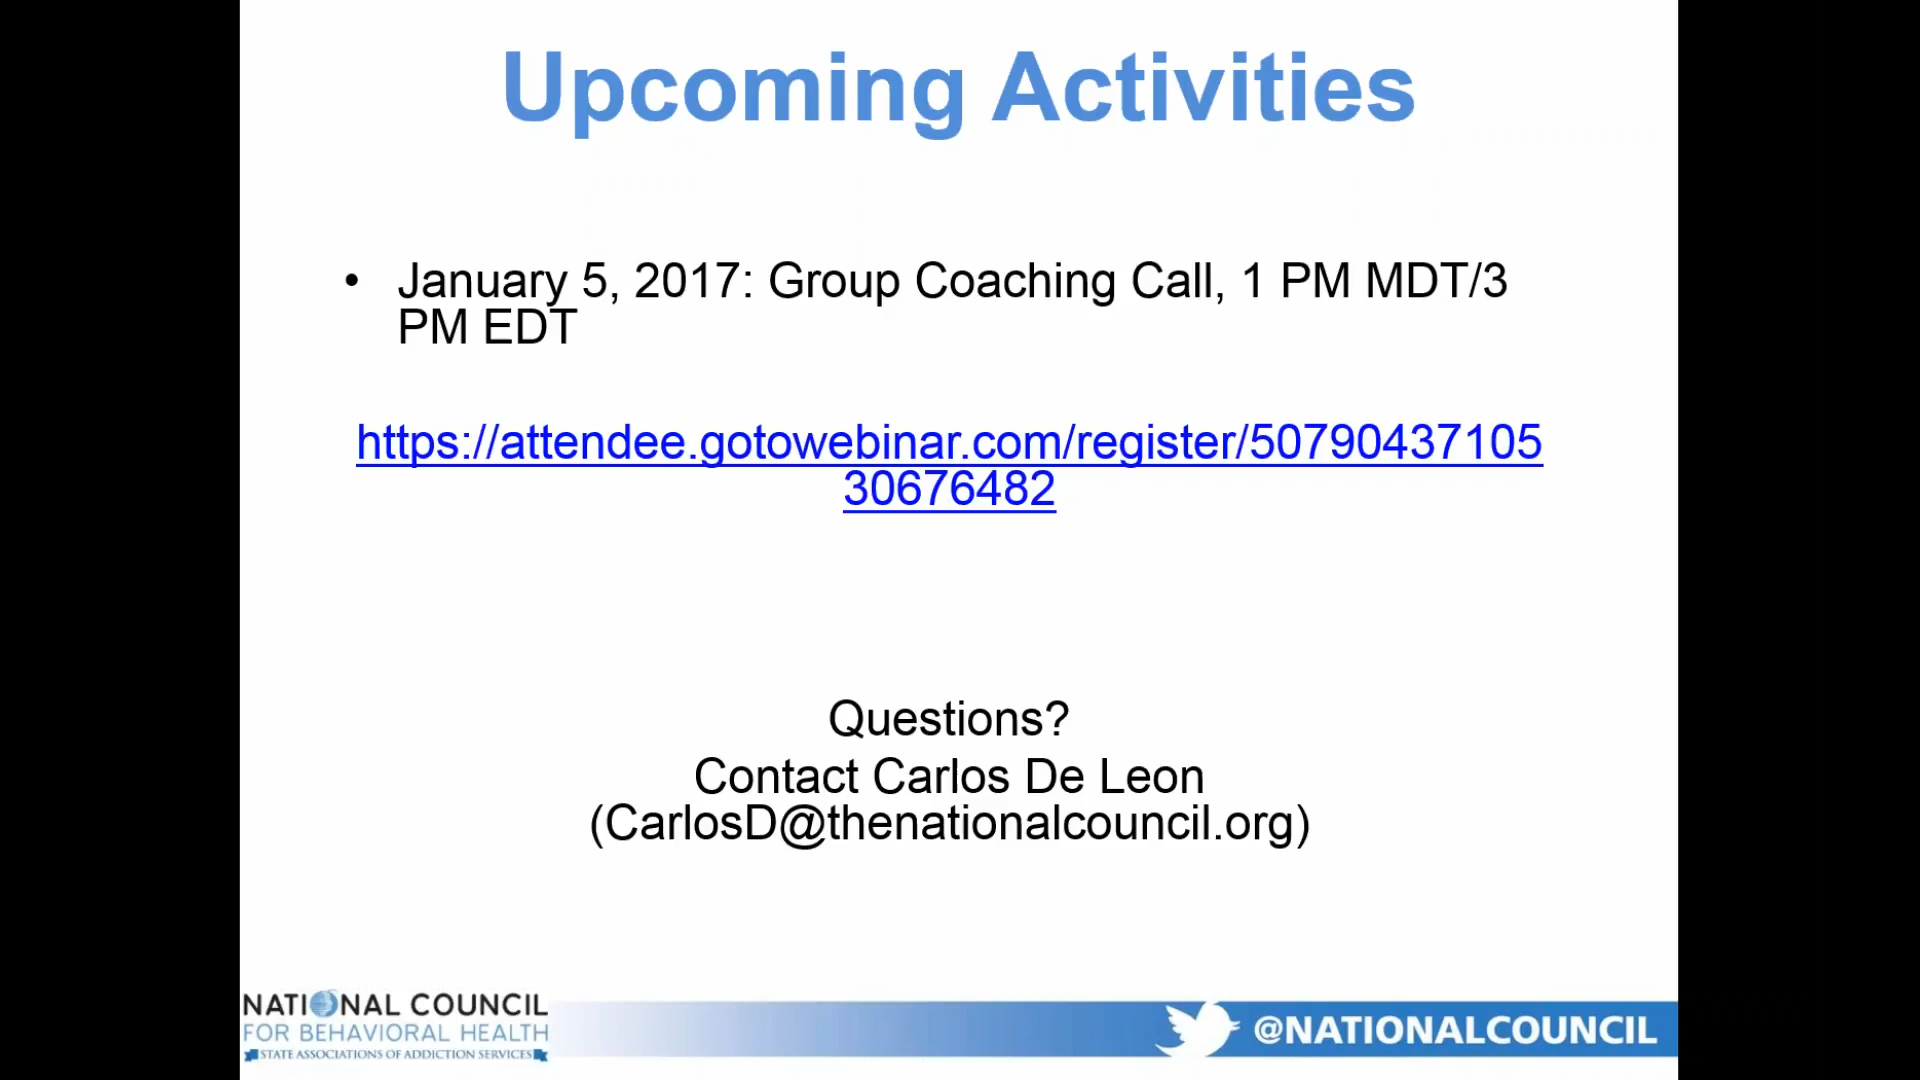 Upcoming Activities
• January 5, 2017: Group Coaching Call, 1 PM MDT/3
PM EDT
https://attendee.gotowebinar.com/register/50790437105
30676482
Questions?
Contact Carlos De Leon
(CarlosD@thenationalcouncil.org)
NATIONAL COUNCIL
FOR BEHAVIORAL HEALTH
STATE ASSOCIATIONS OF ADDICTION SERVICES
@NATIONALCOUNCIL